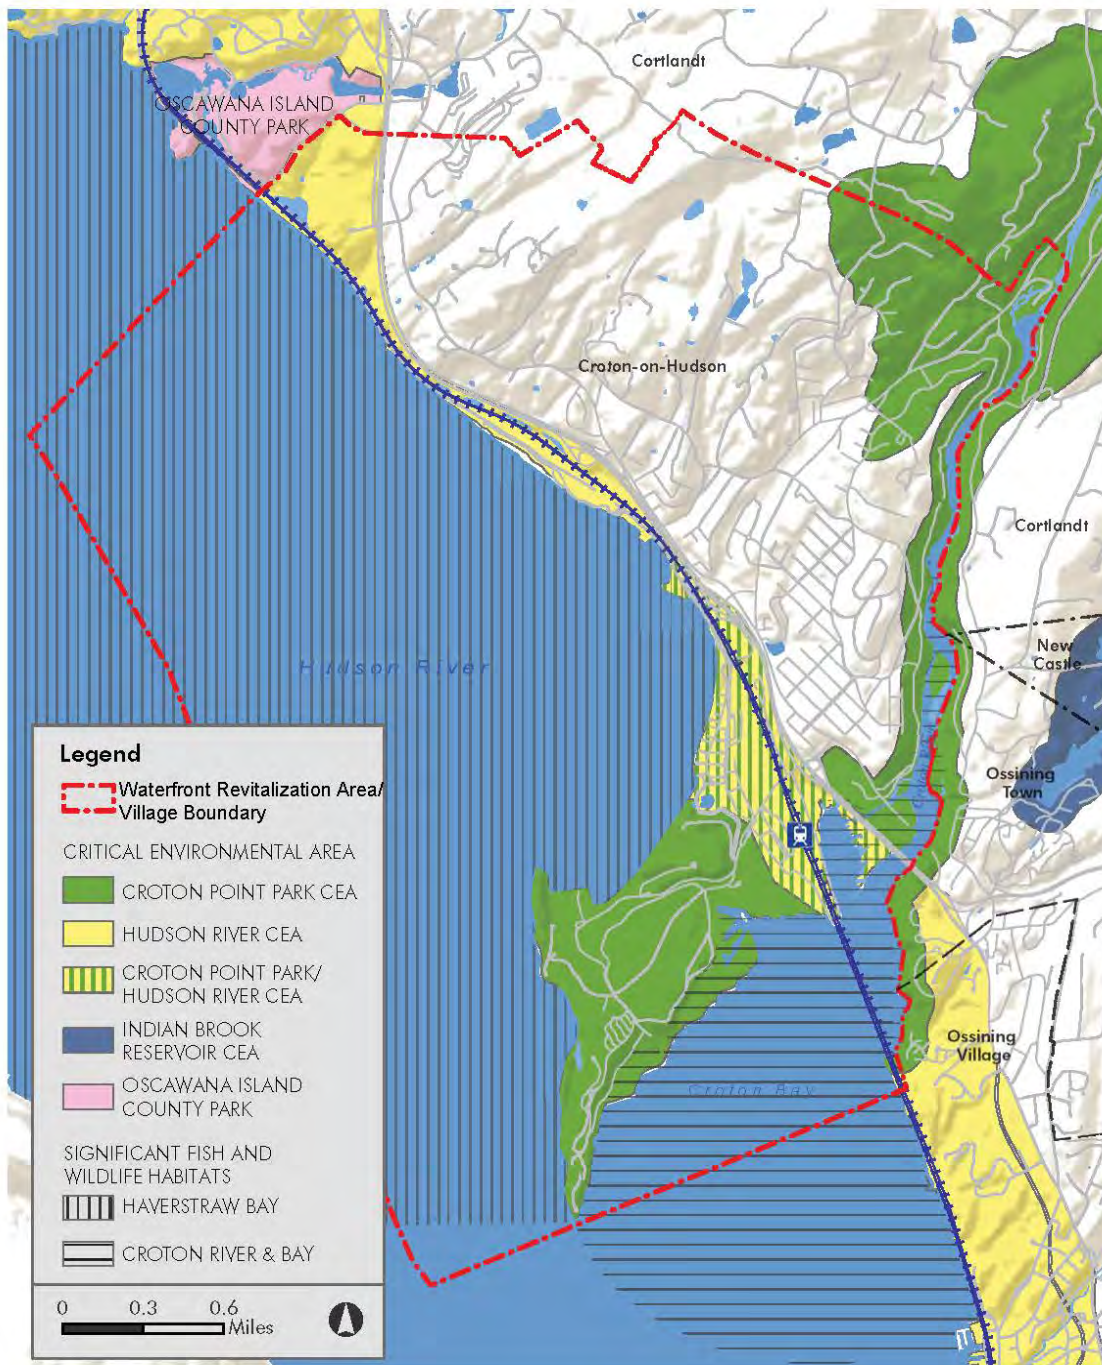 Cortlandt
OSCAWANA ISLAND
COUNTY PARK
Croton-on-Hudson
Cortlandt
New
Castle
Hudson River
Ossining
Town
Ossining
Village
Croton Bay
Legend
Waterfront Revitalization Area/
Village Boundary
CRITICAL ENVIRONMENTAL AREA
CROTON POINT PARK CEA
HUDSON RIVER CEA
CROTON POINT PARK/
HUDSON RIVER CEA
INDIAN BROOK
RESERVOIR CEA
OSCAWANA ISLAND
COUNTY PARK
SIGNIFICANT FISH AND
WILDLIFE HABITATS
HAVERSTRAW BAY
CROTON RIVER & BAY
0 0.3 0.6
Miles